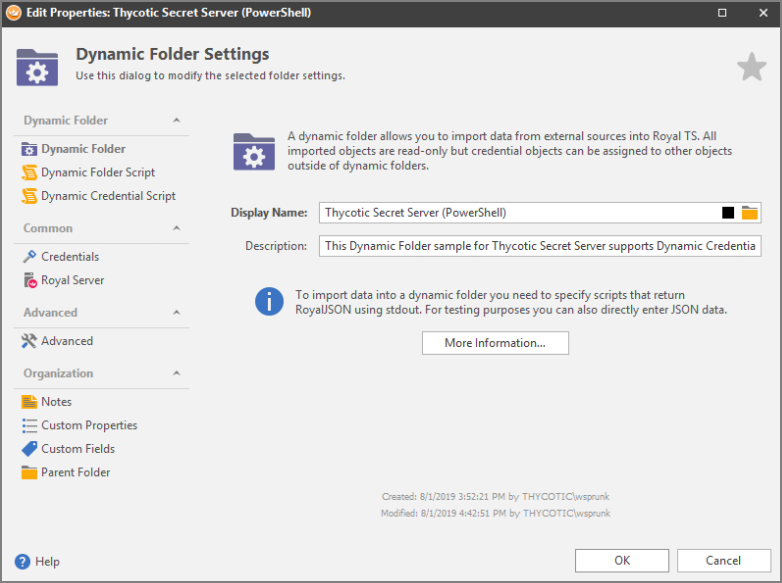 Edit Properties: Thycotic Secret Server (PowerShell)
Dynamic Folder Settings
Use this dialog to modify the selected folder settings.
Dynamic Folder
Dynamic Folder
Dynamic Folder Script
Dynamic Credential Script
Common
Credentials
Royal Server
Advanced
Advanced
Organization
Notes
Custom Properties
Custom Fields
Parent Folder
A dynamic folder allows you to import data from external sources into Royal TS. All
imported objects are read-only but credential objects can be assigned to other objects
outside of dynamic folders.
Display Name: Thycotic Secret Server (PowerShell)
Description: This Dynamic Folder sample for Thycotic Secret Server supports Dynamic Credentia
To import data into a dynamic folder you need to specify scripts that return
RoyalJSON using stdout. For testing purposes you can also directly enter JSON data.
More Information...
Created: 8/1/2019 3:52:21 PM by THYCOTIC\wsprunk
Modified: 8/1/2019 4:42:51 PM by THYCOTIC\wsprunk
Help
OK
Cancel